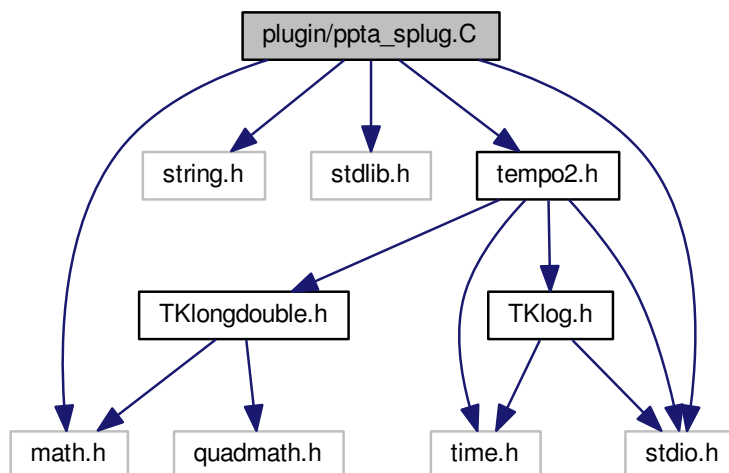 plugin/ppta_splug.C
string.h
stdlib.h
tempo2.h
TKlongdouble.h
TKlog.h
math.h
quadmath.h
time.h
stdio.h